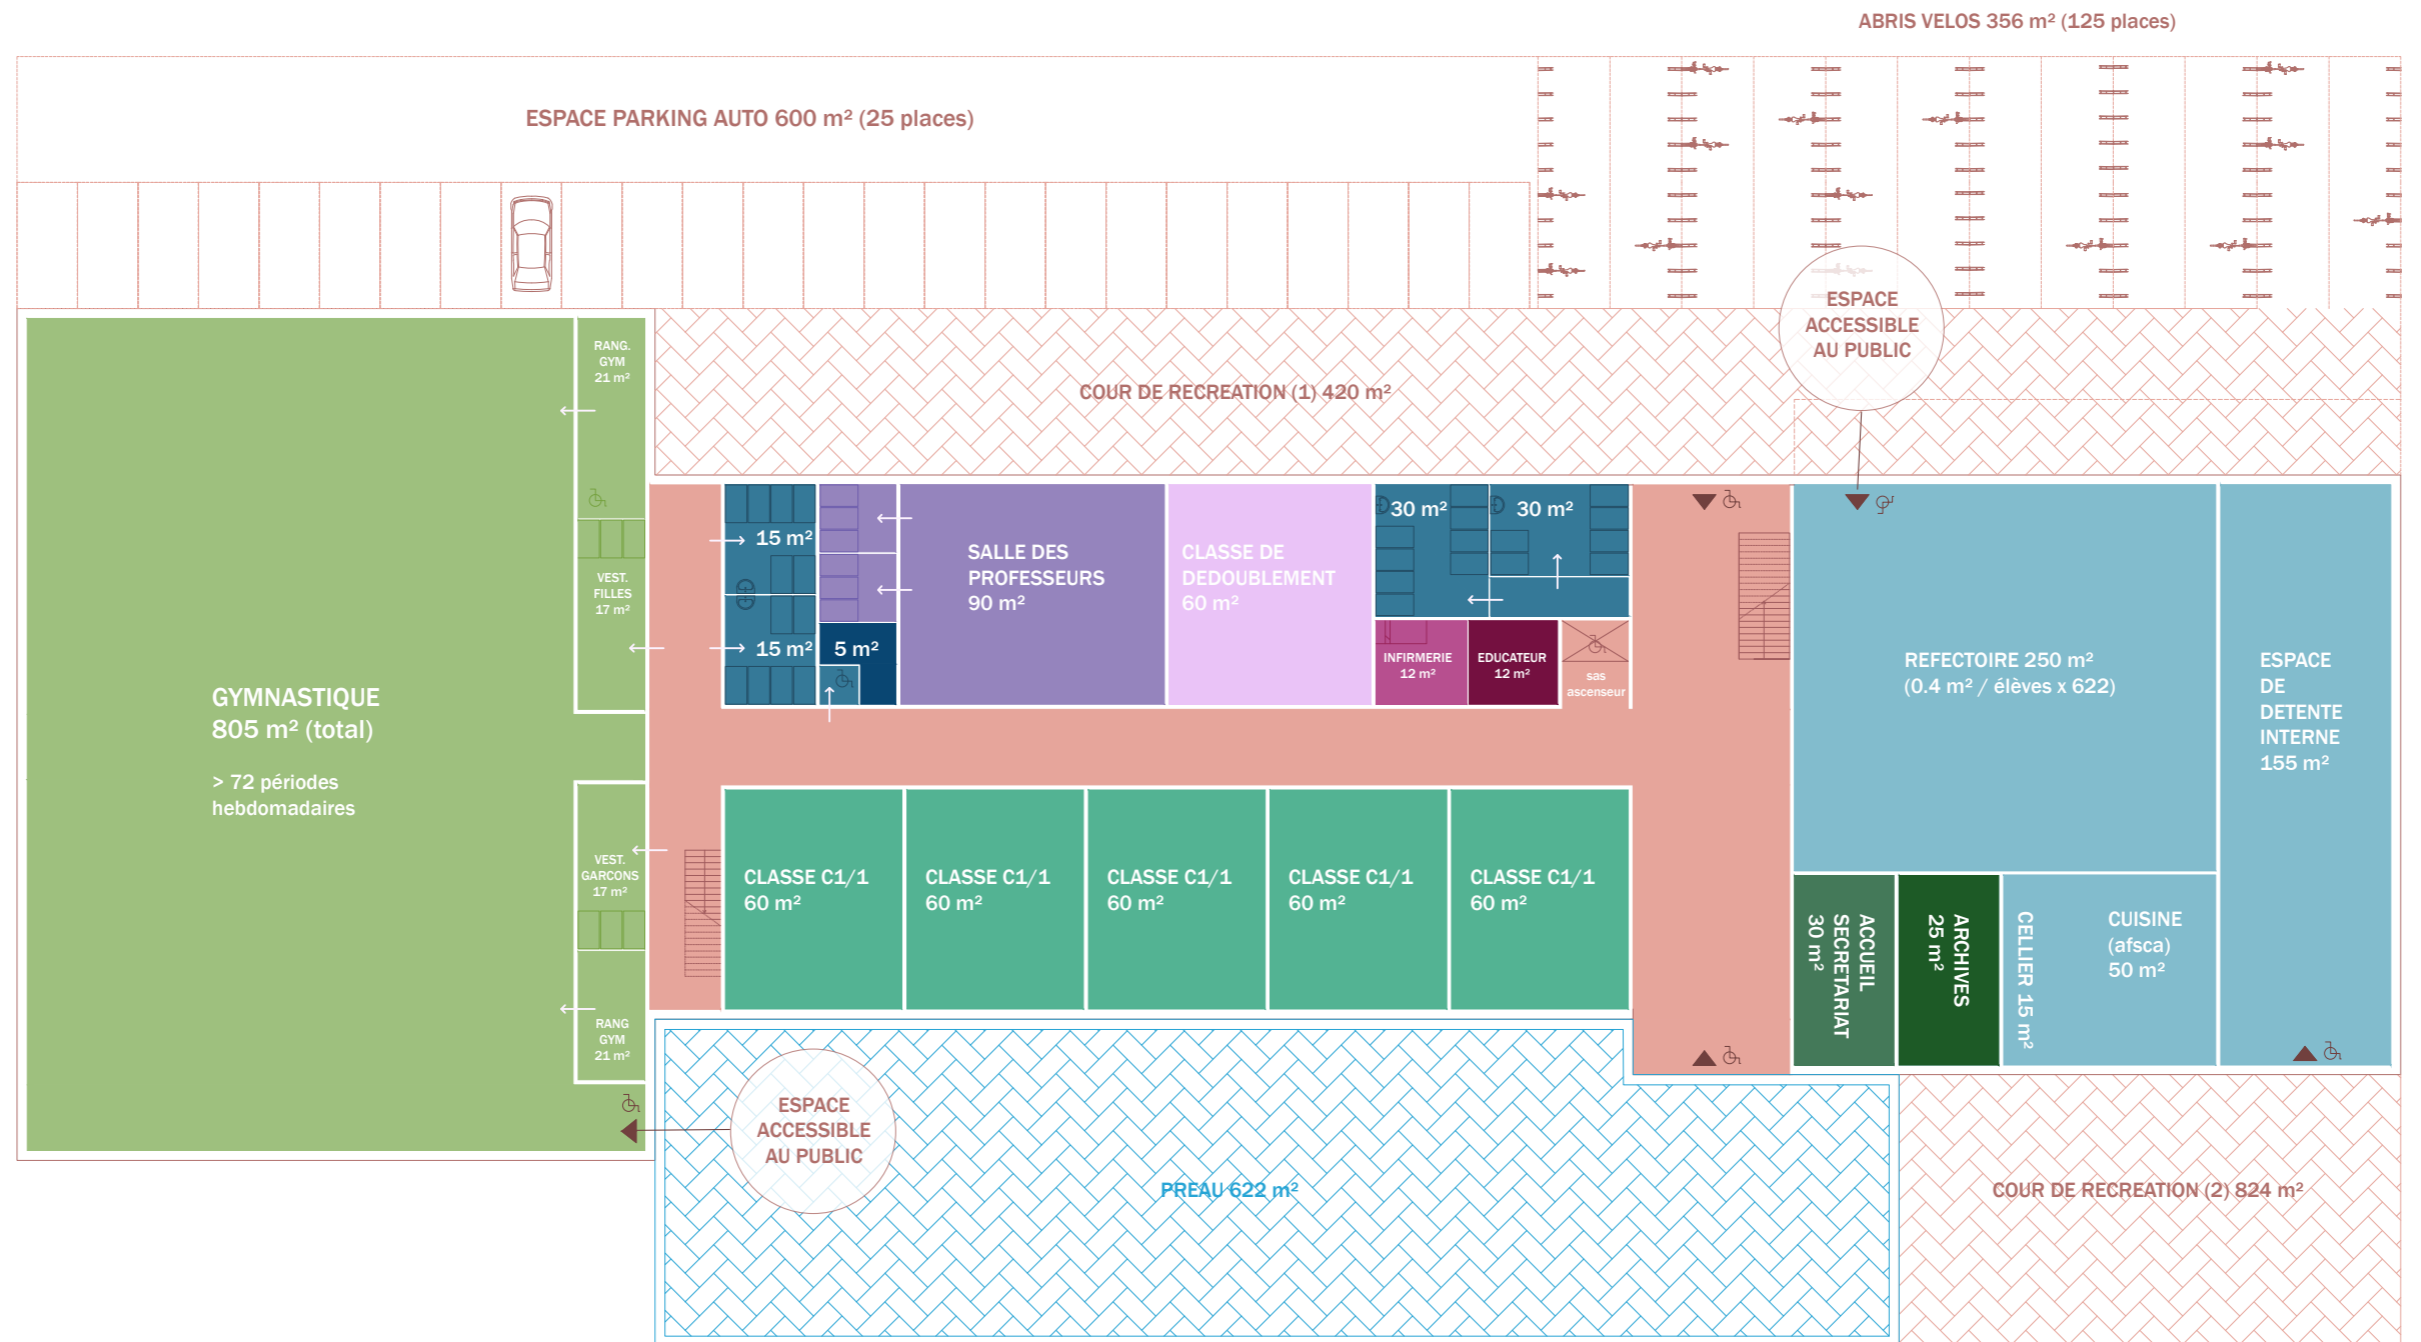 ABRIS VELOS 356 m² (125 places)
ESPACE PARKING AUTO 600 m² (25 places)
ESPACE
ACCESSIBLE
AU PUBLIC
COUR DE RECREATION (1) 420 m²
RANG.
GYM
21 m²
VEST.
FILLES
17 m²
GYMNASTIQUE
805 m² (total)
> 72 périodes
hebdomadaires
VEST.
GARCONS
17 m²
RANG
GYM
21 m²
15 m²
15 m²
5 m²
SALLE DES
PROFESSEURS
90 m²
CLASSE DE
DEDOUBLEMENT
60 m²
30 m²
30 m²
INFIRMERIE
12 m²
EDUCATEUR
12 m²
sas
ascenseur
REFECTOIRE 250 m²
(0.4 m² / élèves x 622)
ESPACE
DE
DETENTE
INTERNE
155 m²
CLASSE C1/1
60 m²
CLASSE C1/1
60 m²
CLASSE C1/1
60 m²
CLASSE C1/1
60 m²
CLASSE C1/1
60 m²
ACCUEIL
SECRETARIAT
30 m²
ARCHIVES
25 m²
CELLIER 15 m²
CUISINE
(afsca)
50 m²
ESPACE
ACCESSIBLE
AU PUBLIC
PREAU 622 m²
COUR DE RECREATION (2) 824 m²